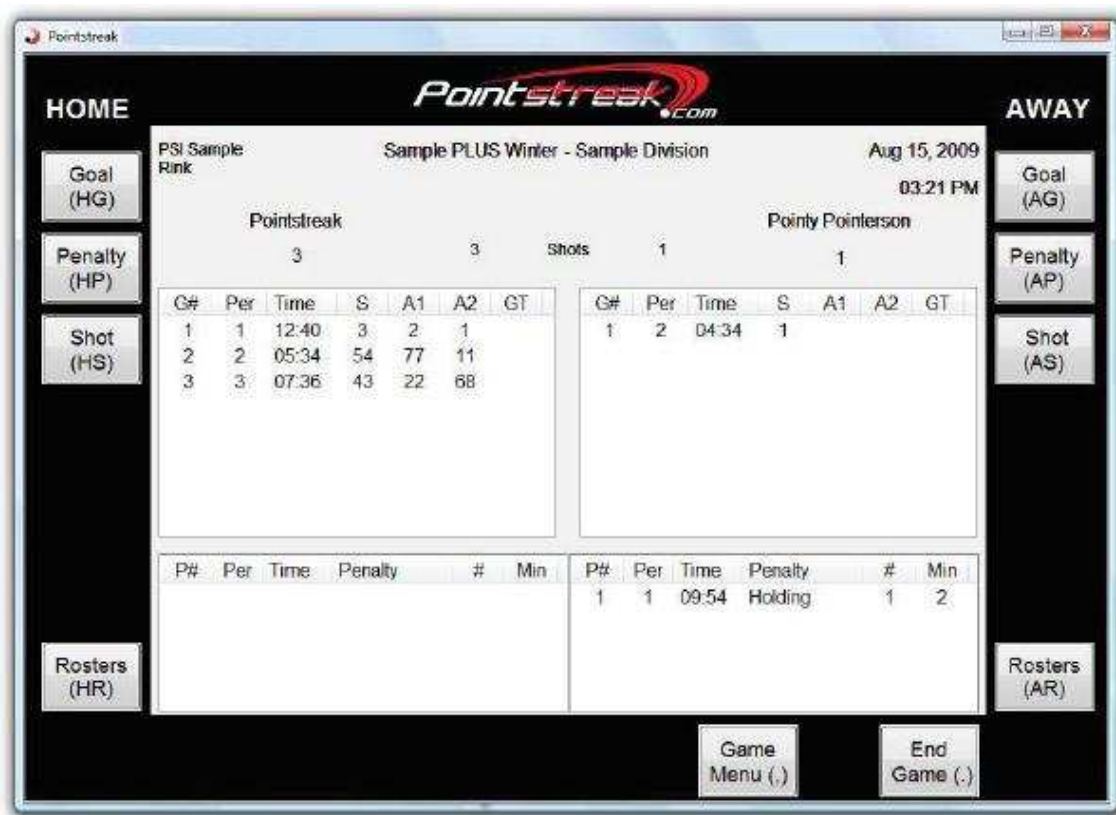 Pointstreak
HOME
Pointstreak.com
AWAY
PSI Sample
Rink
Sample PLUS Winter - Sample Division
Aug 15, 2009
03:21 PM
Pointstreak
Pointy Pointerson
3
3 Shots 1
1
Goal
(HG)
Penalty
(HP)
Shot
(HS)
G# Per Time S A1 A2 GT
1 1 12:40 3 2 1
2 2 05:34 54 77 11
3 3 07:36 43 22 68
G# Per Time S A1 A2 GT
1 2 04:34 1
Goal
(AG)
Penalty
(AP)
Shot
(AS)
P# Per Time Penalty # Min
P# Per Time Penalty # Min
1 1 09:54 Holding 1 2
Rosters
(HR)
Rosters
(AR)
Game
Menu (.)
End
Game (.)